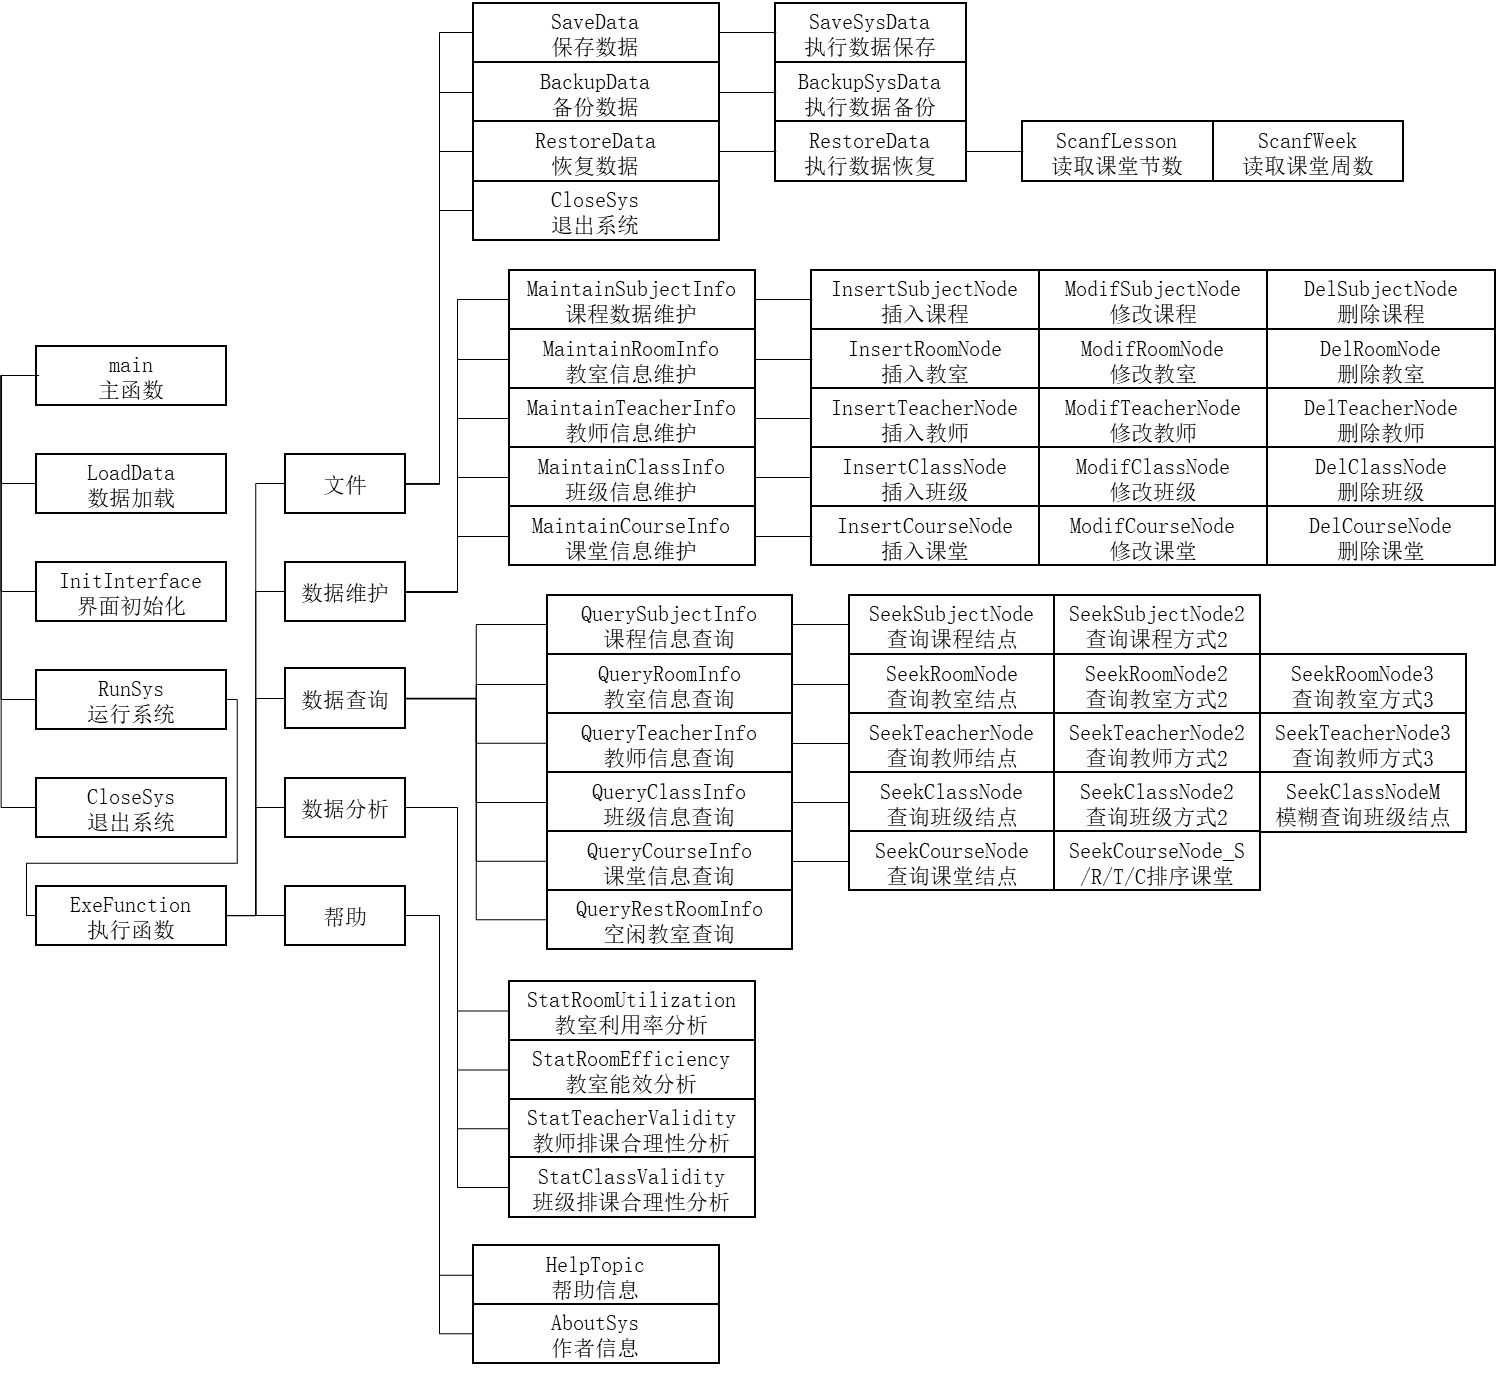 SaveData
保存数据
SaveSysData
执行数据保存
BackupData
备份数据
BackupSysData
执行数据备份
RestoreData
恢复数据
RestoreData
执行数据恢复
ScanfLesson
读取课堂节数
ScanfWeek
读取课堂周数
CloseSys
退出系统
MaintainSubjectInfo
课程数据维护
InsertSubjectNode
插入课程
ModifSubjectNode
修改课程
DelSubjectNode
删除课程
MaintainRoomInfo
教室信息维护
InsertRoomNode
插入教室
ModifRoomNode
修改教室
DelRoomNode
删除教室
MaintainTeacherInfo
教师信息维护
InsertTeacherNode
插入教师
ModifTeacherNode
修改教师
DelTeacherNode
删除教师
MaintainClassInfo
班级信息维护
InsertClassNode
插入班级
ModifClassNode
修改班级
DelClassNode
删除班级
MaintainCourseInfo
课堂信息维护
InsertCourseNode
插入课堂
ModifCourseNode
修改课堂
DelCourseNode
删除课堂
main
主函数
LoadData
数据加载
InitInterface
界面初始化
RunSys
运行系统
CloseSys
退出系统
ExeFunction
执行函数
文件
数据维护
数据查询
数据分析
帮助
QuerySubjectInfo
课程信息查询
SeekSubjectNode
查询课程结点
SeekSubjectNode2
查询课程方式2
QueryRoomInfo
教室信息查询
SeekRoomNode
查询教室结点
SeekRoomNode2
查询教室方式2
SeekRoomNode3
查询教室方式3
QueryTeacherInfo
教师信息查询
SeekTeacherNode
查询教师结点
SeekTeacherNode2
查询教师方式2
SeekTeacherNode3
查询教师方式3
QueryClassInfo
班级信息查询
SeekClassNode
查询班级结点
SeekClassNode2
查询班级方式2
SeekClassNodeM
模糊查询班级结点
QueryCourseInfo
课堂信息查询
SeekCourseNode
查询课堂结点
SeekCourseNode_S
/R/T/C排序课堂
QueryRestRoomInfo
空闲教室查询
StatRoomUtilization
教室利用率分析
StatRoomEfficiency
教室能效分析
StatTeacherValidity
教师排课合理性分析
StatClassValidity
班级排课合理性分析
HelpTopic
帮助信息
AboutSys
作者信息